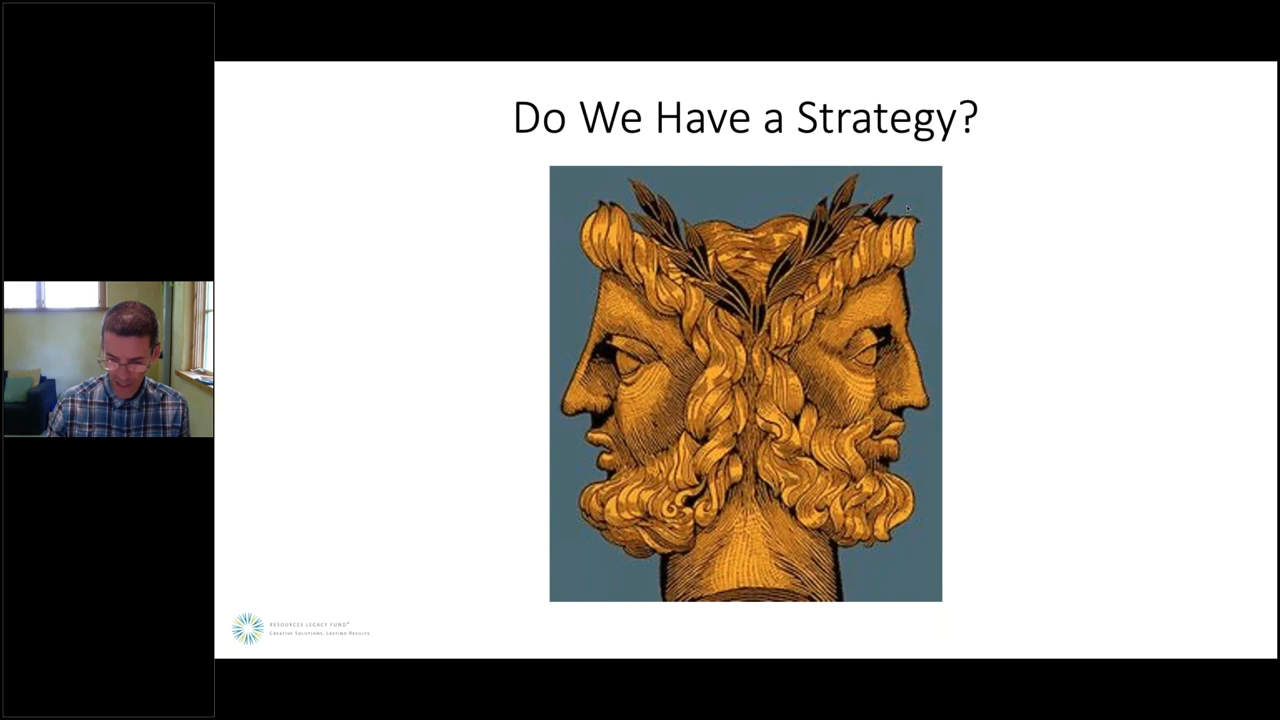 Do We Have a Strategy?
RESOURCES LEGACY FUND®
CREATIVE SOLUTIONS. LASTING RESULTS.